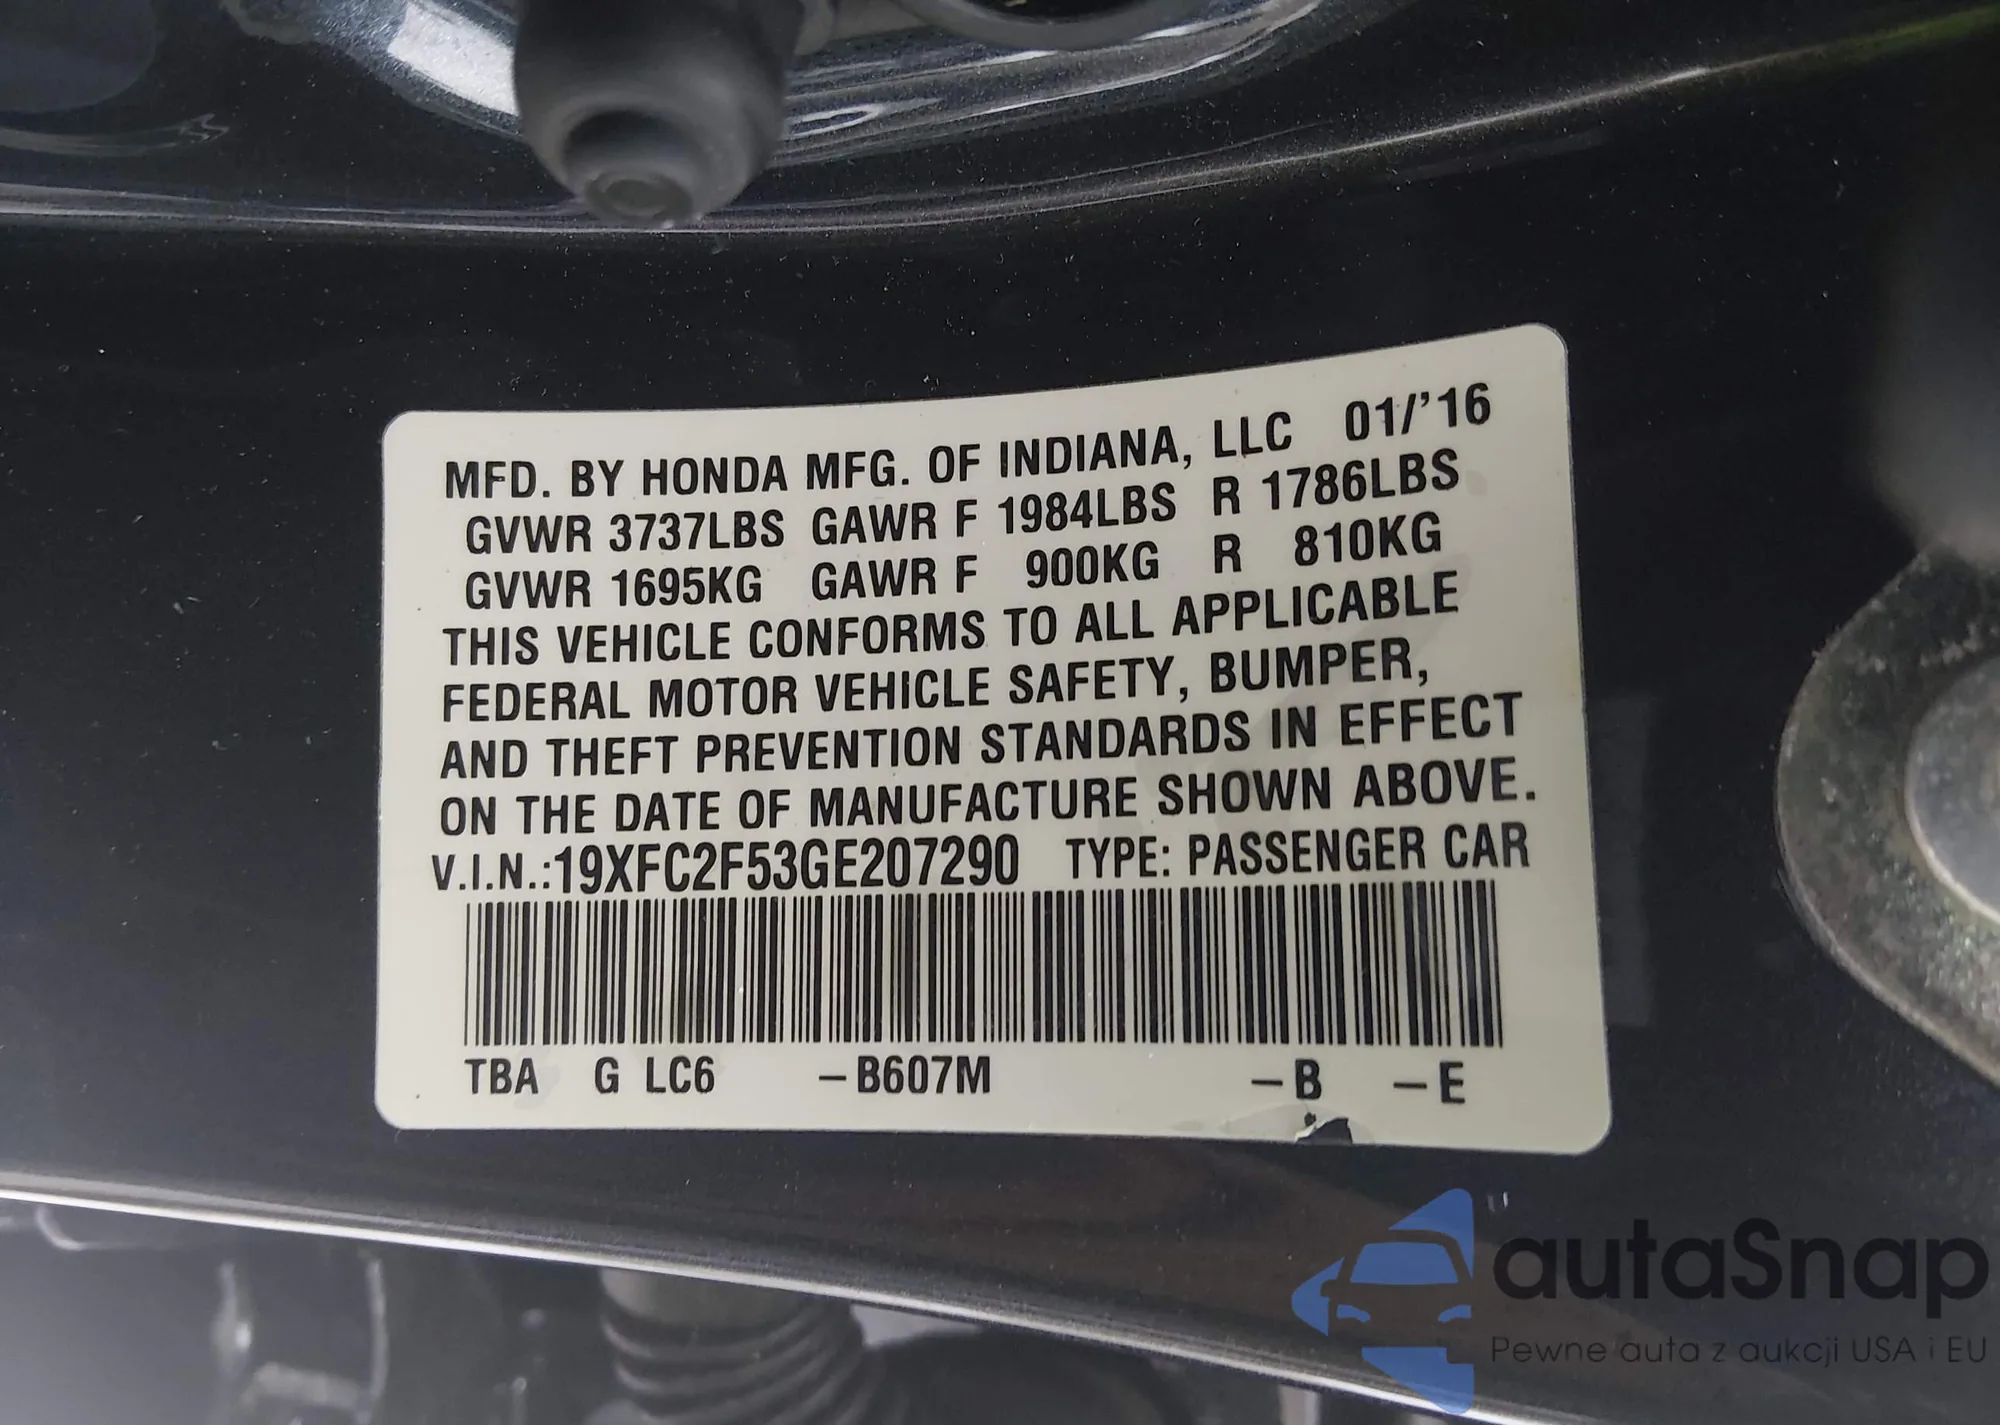 MFD. BY HONDA MFG. OF INDIANA, LLC 01/'16
GVWR 3737LBS GAWR F 1984LBS R 1786LBS
GVWR 1695KG GAWR F 900KG R 810KG
THIS VEHICLE CONFORMS TO ALL APPLICABLE
FEDERAL MOTOR VEHICLE SAFETY, BUMPER,
AND THEFT PREVENTION STANDARDS IN EFFECT
ON THE DATE OF MANUFACTURE SHOWN ABOVE.
V.I.N.:19XFC2F53GE207290 TYPE: PASSENGER CAR
TBA G LC6 –B607M –B –E
autaSnap
Pewne auta z aukcji USA i EU